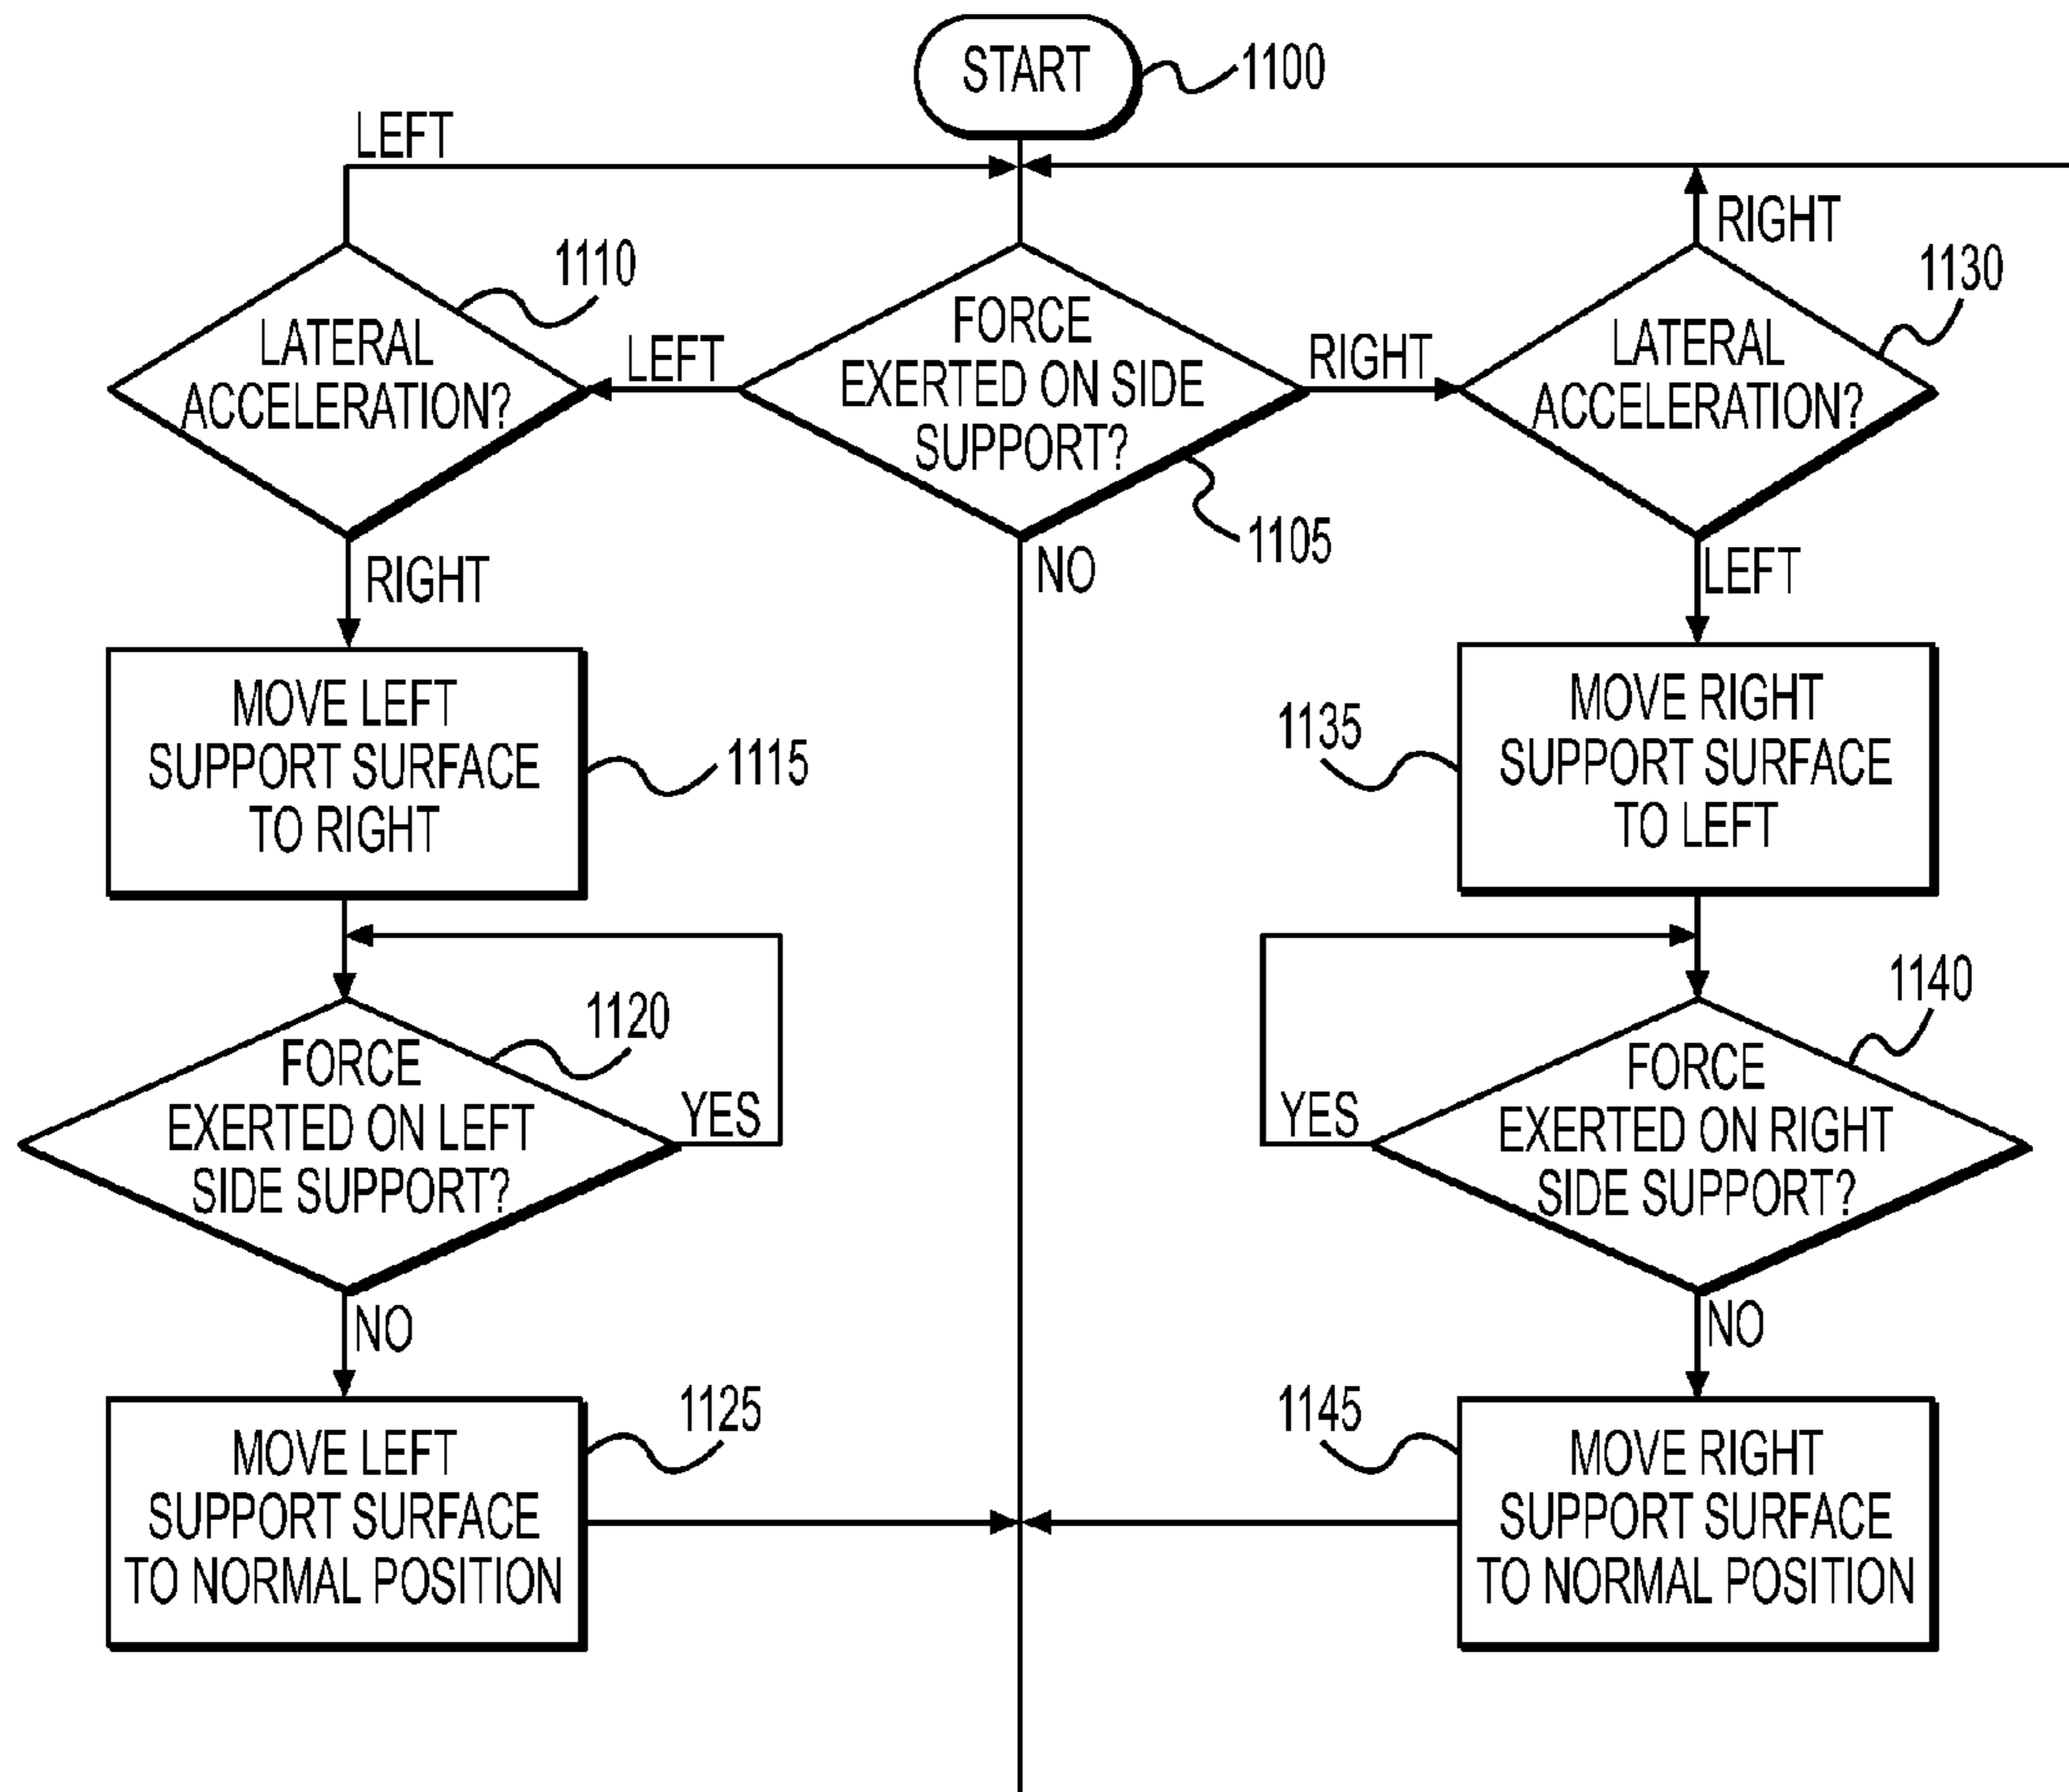 START
1100
LEFT
RIGHT
1110
1130
LATERAL
ACCELERATION?
LEFT
FORCE
EXERTED ON SIDE
SUPPORT?
RIGHT
LATERAL
ACCELERATION?
1105
RIGHT
NO
LEFT
MOVE LEFT
SUPPORT SURFACE
TO RIGHT
1115
1135
MOVE RIGHT
SUPPORT SURFACE
TO LEFT
1120
1140
FORCE
EXERTED ON LEFT
SIDE SUPPORT?
YES
YES
FORCE
EXERTED ON RIGHT
SIDE SUPPORT?
NO
NO
1125
1145
MOVE LEFT
SUPPORT SURFACE
TO NORMAL POSITION
MOVE RIGHT
SUPPORT SURFACE
TO NORMAL POSITION